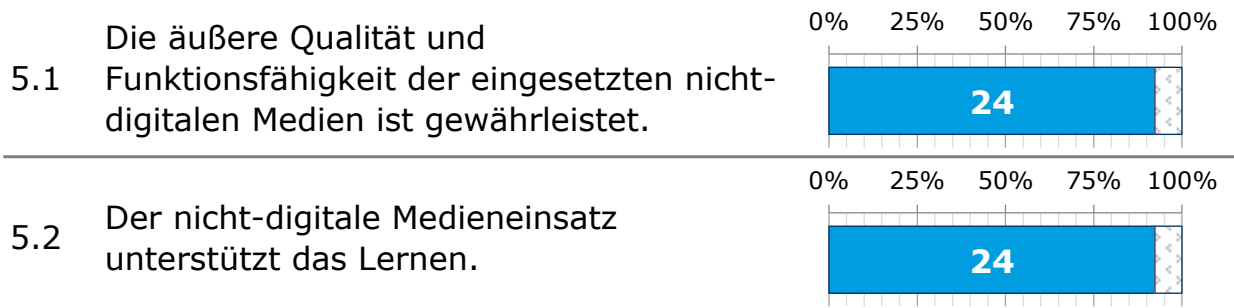 0% 25% 50% 75% 100%
Die äußere Qualität und
5.1 Funktionsfähigkeit der eingesetzten nicht-
digitalen Medien ist gewährleistet.
24
0% 25% 50% 75% 100%
5.2 Der nicht-digitale Medieneinsatz
unterstützt das Lernen.
24